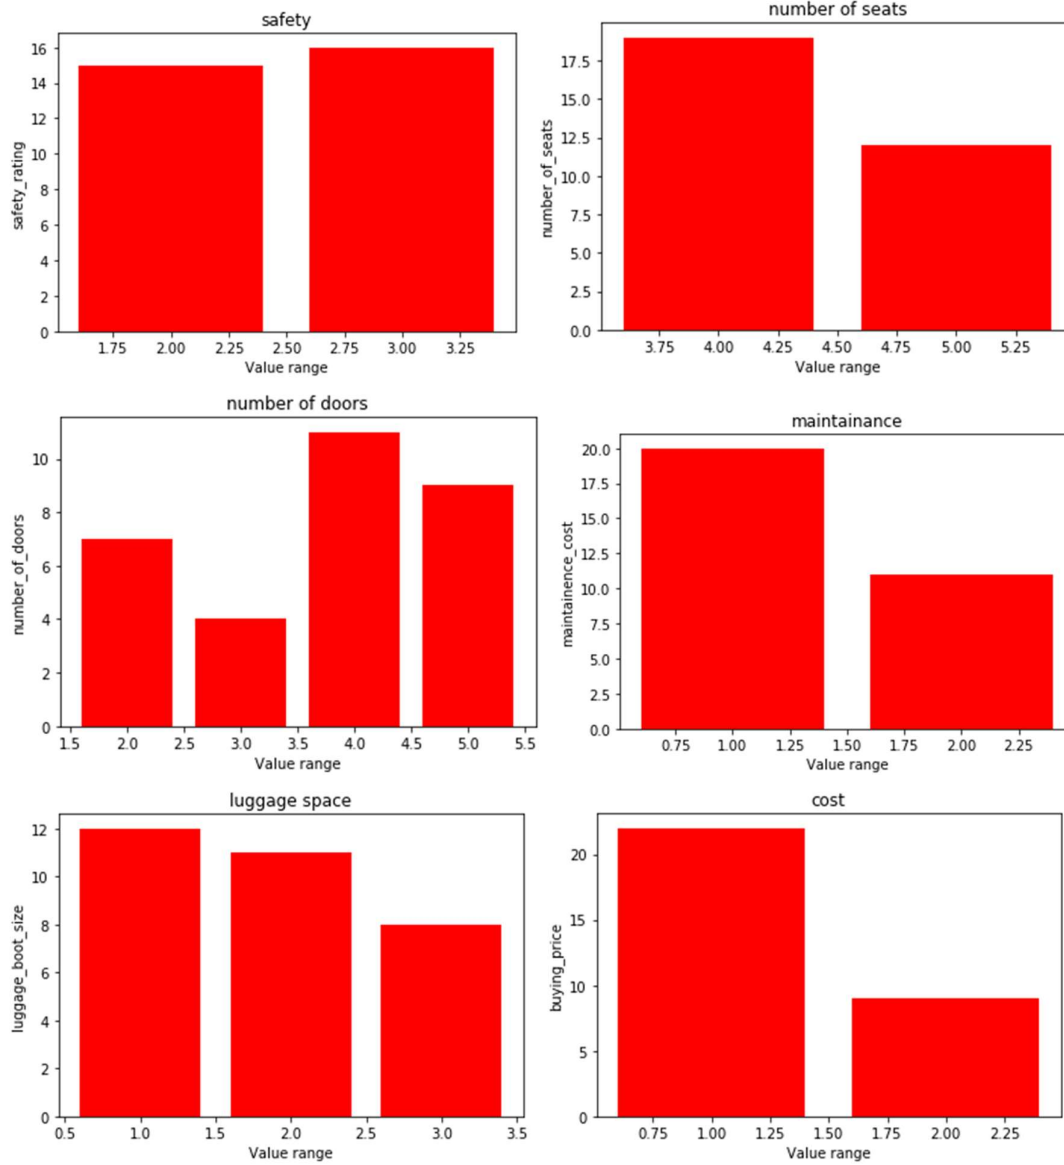 safety
safety_rating
16
14
12
10
8
6
4
2
0
1.75 2.00 2.25 2.50 2.75 3.00 3.25
Value range
number of seats
number_of_seats
17.5
15.0
12.5
10.0
7.5
5.0
2.5
0.0
3.75 4.00 4.25 4.50 4.75 5.00 5.25
Value range
number of doors
number_of_doors
10
8
6
4
2
0
1.5 2.0 2.5 3.0 3.5 4.0 4.5 5.0 5.5
Value range
maintainance
maintainence_cost
20.0
17.5
15.0
12.5
10.0
7.5
5.0
2.5
0.0
0.75 1.00 1.25 1.50 1.75 2.00 2.25
Value range
luggage space
luggage_boot_size
12
10
8
6
4
2
0
0.5 1.0 1.5 2.0 2.5 3.0 3.5
Value range
cost
buying_price
20
15
10
5
0
0.75 1.00 1.25 1.50 1.75 2.00 2.25
Value range